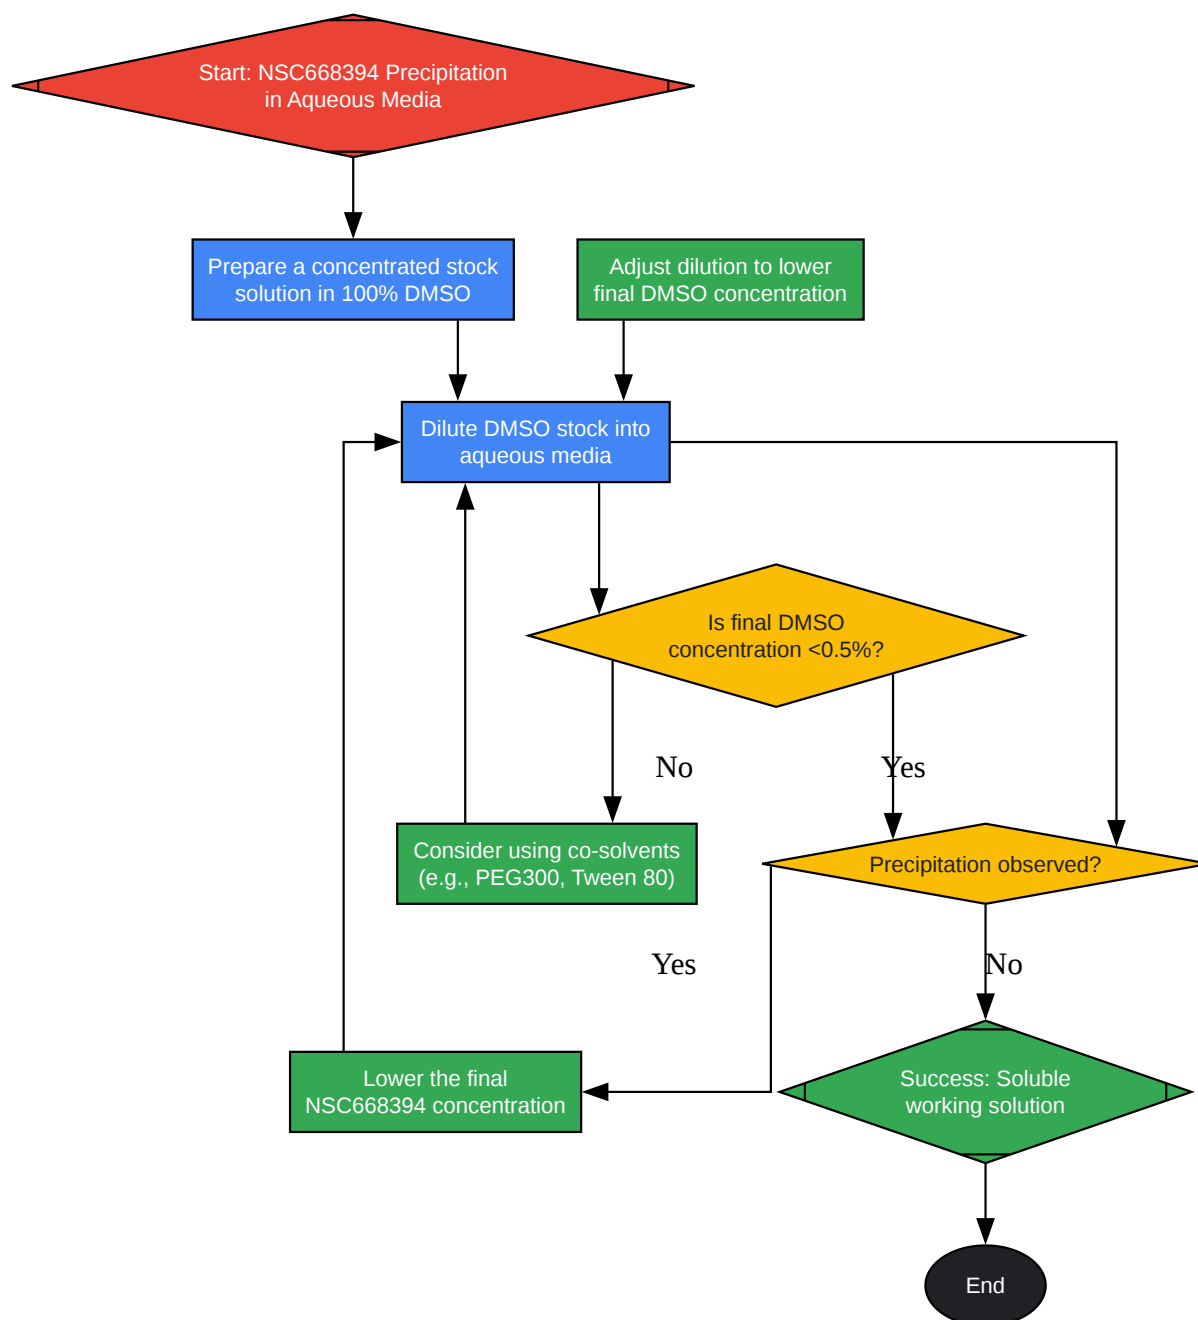 Start: NSC668394 Precipitation
in Aqueous Media
Prepare a concentrated stock
solution in 100% DMSO
Adjust dilution to lower
final DMSO concentration
Dilute DMSO stock into
aqueous media
Is final DMSO
concentration <0.5%?
No
Yes
Consider using co-solvents
(e.g., PEG300, Tween 80)
Precipitation observed?
Yes
No
Lower the final
NSC668394 concentration
Success: Soluble
working solution
End